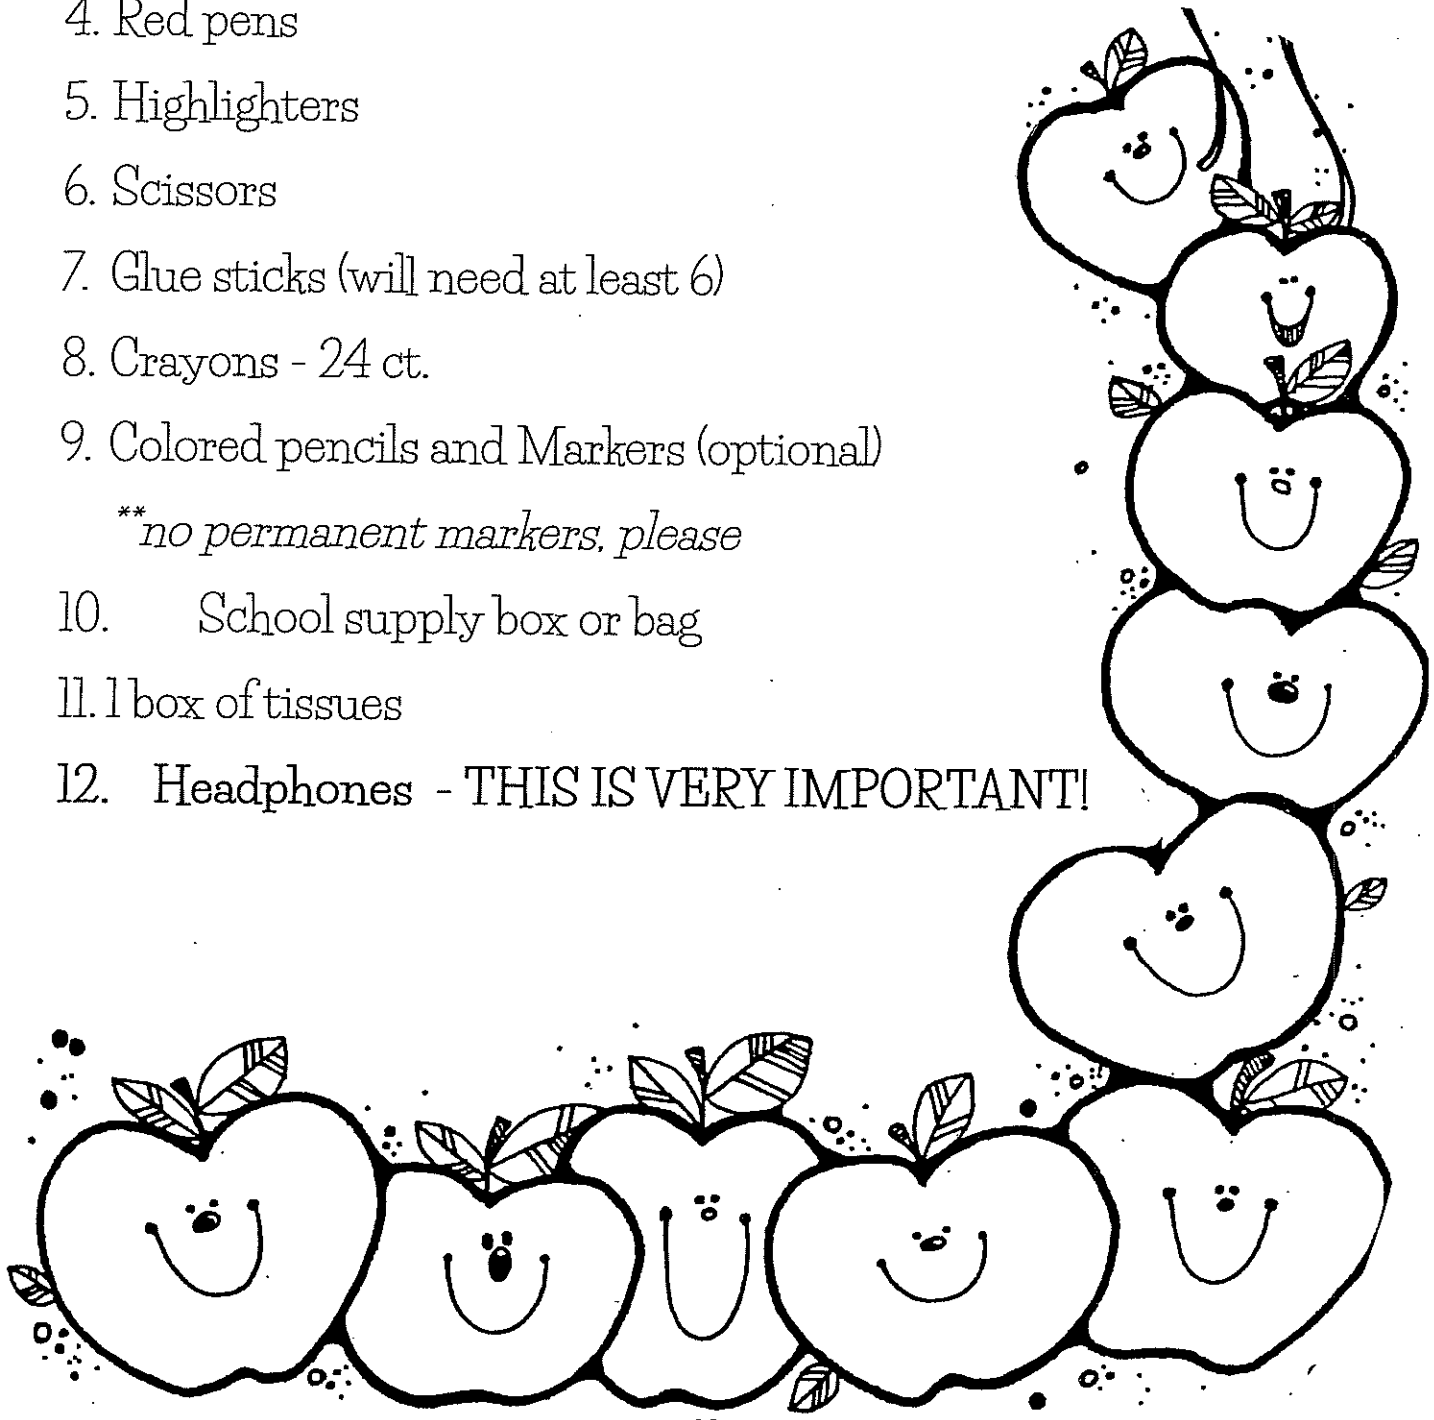 4. Red pens
5. Highlighters
6. Scissors
7. Glue sticks (will need at least 6)
8. Crayons - 24 ct.
9. Colored pencils and Markers (optional)
**no permanent markers, please
10. School supply box or bag
11. 1 box of tissues
12. Headphones - THIS IS VERY IMPORTANT!